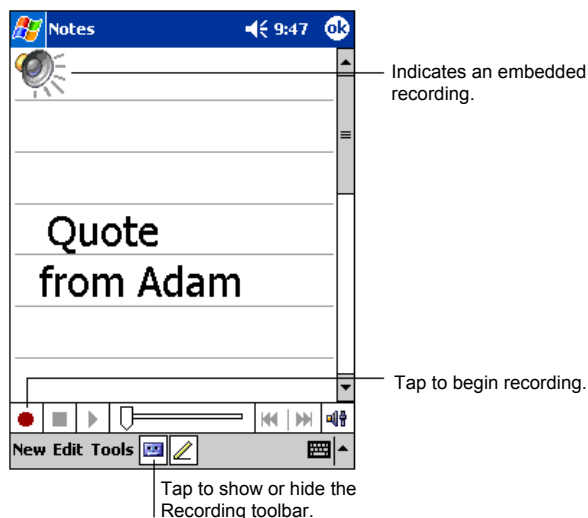 Notes 9:47 ok
Indicates an embedded
recording.
Quote
from Adam
Tap to begin recording.
New Edit Tools
Tap to show or hide the
Recording toolbar.